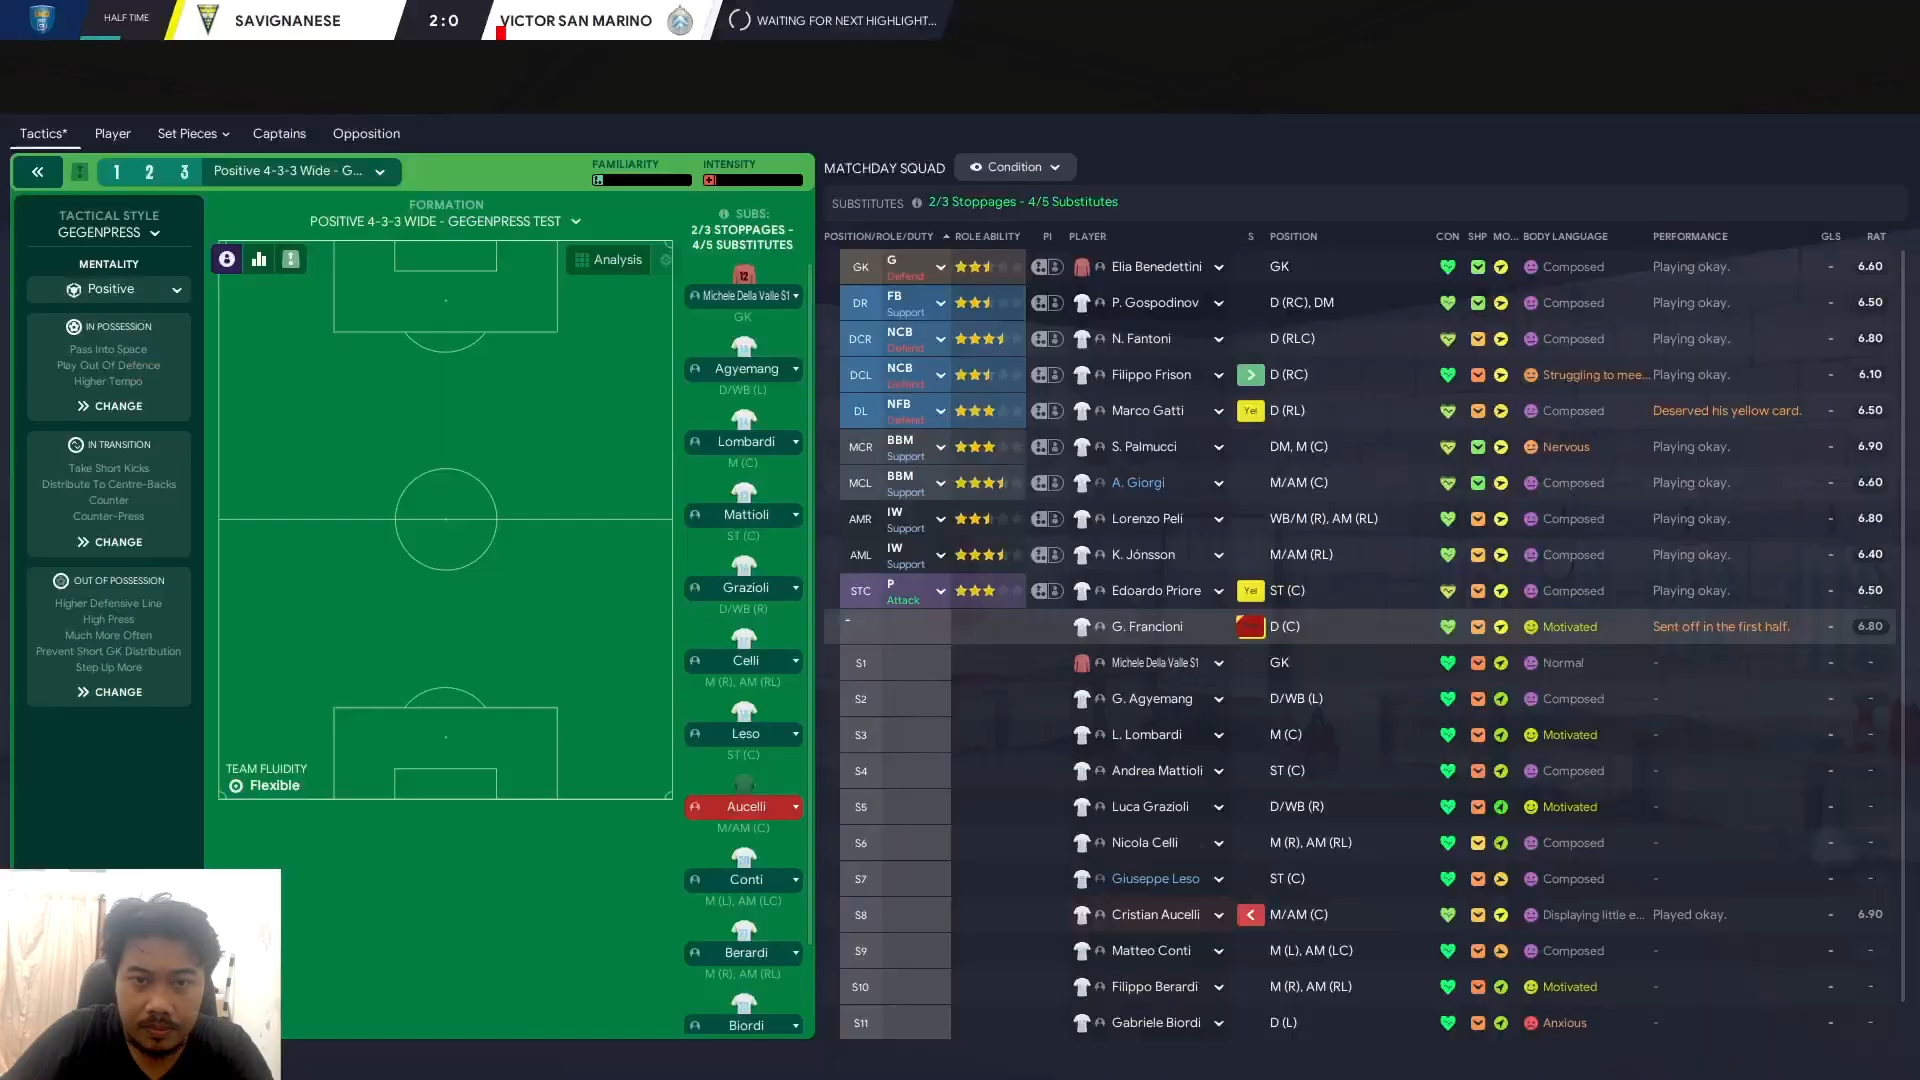 HALF TIME
SAVIGNANESE
2 : 0
VICTOR SAN MARINO
WAITING FOR NEXT HIGHLIGHT...
Tactics*
Player
Set Pieces
Captains
Opposition
1 2 3
Positive 4-3-3 Wide - G...
FAMILIARITY
INTENSITY
TACTICAL STYLE
GEGENPRESS
MENTALITY
Positive
IN POSSESSION
Pass Into Space
Play Out Of Defence
Higher Tempo
CHANGE
IN TRANSITION
Take Short Kicks
Distribute To Centre-Backs
Counter
Counter-Press
CHANGE
OUT OF POSSESSION
Higher Defensive Line
High Press
Much More Often
Prevent Short GK Distribution
Step Up More
CHANGE
FORMATION
POSITIVE 4-3-3 WIDE - GEGENPRESS TEST
Analysis
TEAM FLUIDITY
Flexible
SUBS:
2/3 STOPPAGES -
4/5 SUBSTITUTES
12
Michele Della Valle S1
GK
Agyemang
D/WB (L)
Lombardi
M (C)
Mattioli
ST (C)
Grazioli
D/WB (R)
Celli
M (R), AM (RL)
Leso
ST (C)
Aucelli
M/AM (C)
Conti
M (L), AM (LC)
Berardi
M (R), AM (RL)
Biordi
MATCHDAY SQUAD
Condition
SUBSTITUTES 2/3 Stoppages - 4/5 Substitutes
POSITION/ROLE/DUTY ROLE ABILITY PI PLAYER S POSITION CON SHP MO... BODY LANGUAGE PERFORMANCE GLS RAT
GK G Defend Elia Benedettini GK Composed Playing okay. - 6.60
DR FB Support P. Gospodinov D (RC), DM Composed Playing okay. - 6.50
DCR NCB Defend N. Fantoni D (RLC) Composed Playing okay. - 6.80
DCL NCB Defend Filippo Frison D (RC) Struggling to mee... Playing okay. - 6.10
DL NFB Defend Marco Gatti Yel D (RL) Composed Deserved his yellow card. - 6.50
MCR BBM Support S. Palmucci DM, M (C) Nervous Playing okay. - 6.90
MCL BBM Support A. Giorgi M/AM (C) Composed Playing okay. - 6.60
AMR IW Support Lorenzo Peli WB/M (R), AM (RL) Composed Playing okay. - 6.80
AML IW Support K. Jónsson M/AM (RL) Composed Playing okay. - 6.40
STC P Attack Edoardo Priore Yel ST (C) Composed Playing okay. - 6.50
- G. Francioni D (C) Motivated Sent off in the first half. - 6.80
S1 Michele Della Valle S1 GK Normal - - -
S2 G. Agyemang D/WB (L) Composed - - -
S3 L. Lombardi M (C) Motivated - - -
S4 Andrea Mattioli ST (C) Composed - - -
S5 Luca Grazioli D/WB (R) Motivated - - -
S6 Nicola Celli M (R), AM (RL) Composed - - -
S7 Giuseppe Leso ST (C) Composed - - -
S8 Cristian Aucelli M/AM (C) Displaying little e... Played okay. - 6.90
S9 Matteo Conti M (L), AM (LC) Composed - - -
S10 Filippo Berardi M (R), AM (RL) Motivated - - -
S11 Gabriele Biordi D (L) Anxious - - -